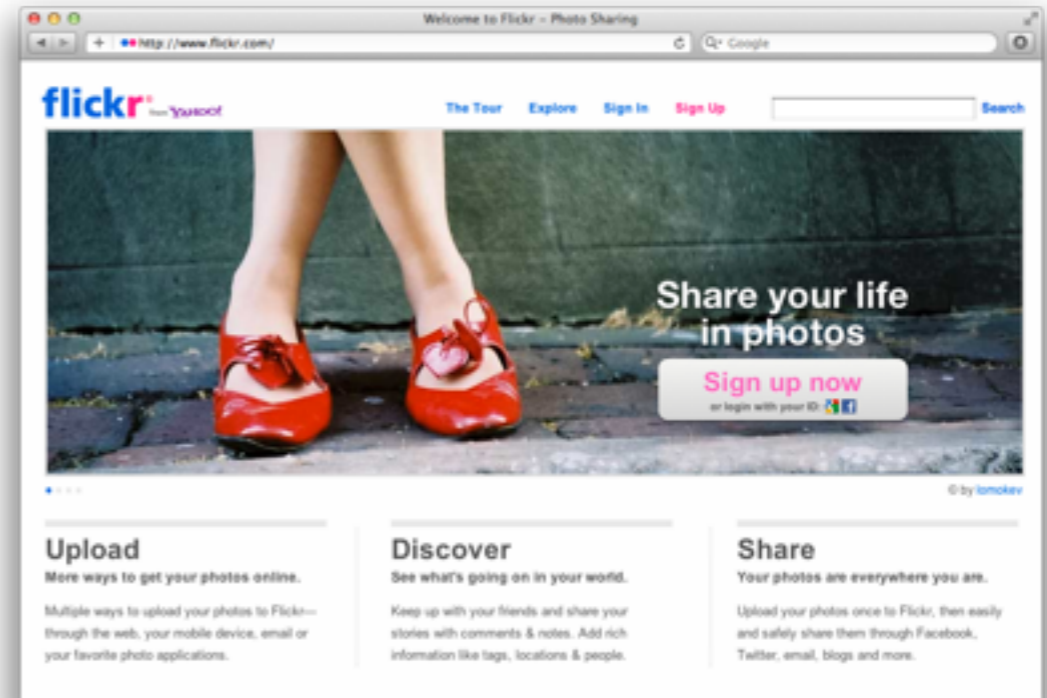 Welcome to Flickr – Photo Sharing
http://www.flickr.com/
Google
flickr from YAHOO!
The Tour Explore Sign In Sign Up Search
Share your life
in photos
Sign up now
or login with your ID:
© by lomokev
Upload
More ways to get your photos online.
Multiple ways to upload your photos to Flickr—
through the web, your mobile device, email or
your favorite photo applications.
Discover
See what's going on in your world.
Keep up with your friends and share your
stories with comments & notes. Add rich
information like tags, locations & people.
Share
Your photos are everywhere you are.
Upload your photos once to Flickr, then easily
and safely share them through Facebook,
Twitter, email, blogs and more.